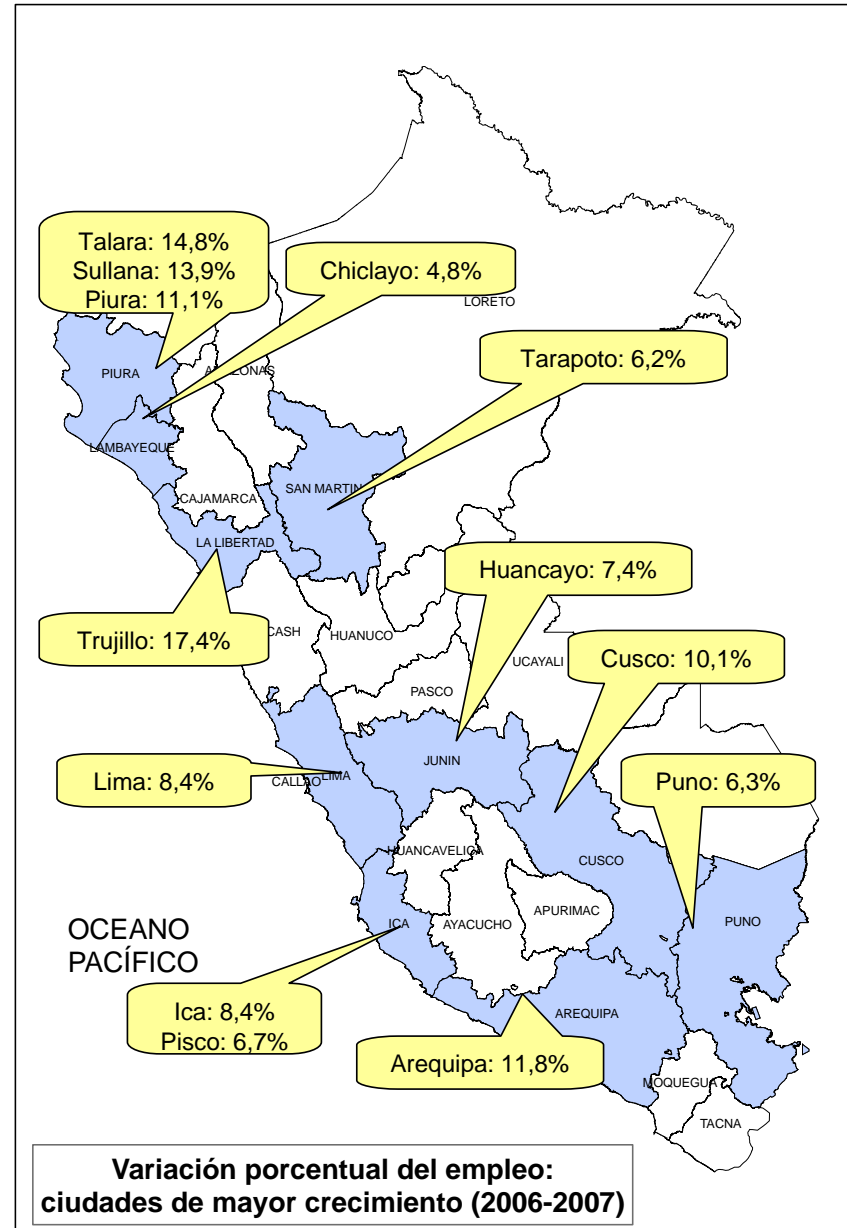 Talara: 14,8%
Sullana: 13,9%
Piura: 11,1%
Chiclayo: 4,8%
LORETO
Tarapoto: 6,2%
PIURA
LAMBAYEQUE
CAJAMARCA
SAN MARTIN
LA LIBERTAD
Huancayo: 7,4%
Trujillo: 17,4%
HUANUCO
UCAYALI
Cusco: 10,1%
PASCO
JUNIN
Lima: 8,4%
CALLAO
LIMA
Puno: 6,3%
HUANCAVELICA
CUSCO
APURIMAC
ICA
AYACUCHO
PUNO
OCEANO
PACÍFICO
Ica: 8,4%
Pisco: 6,7%
AREQUIPA
Arequipa: 11,8%
MOQUEGUA
TACNA
Variación porcentual del empleo:
ciudades de mayor crecimiento (2006-2007)